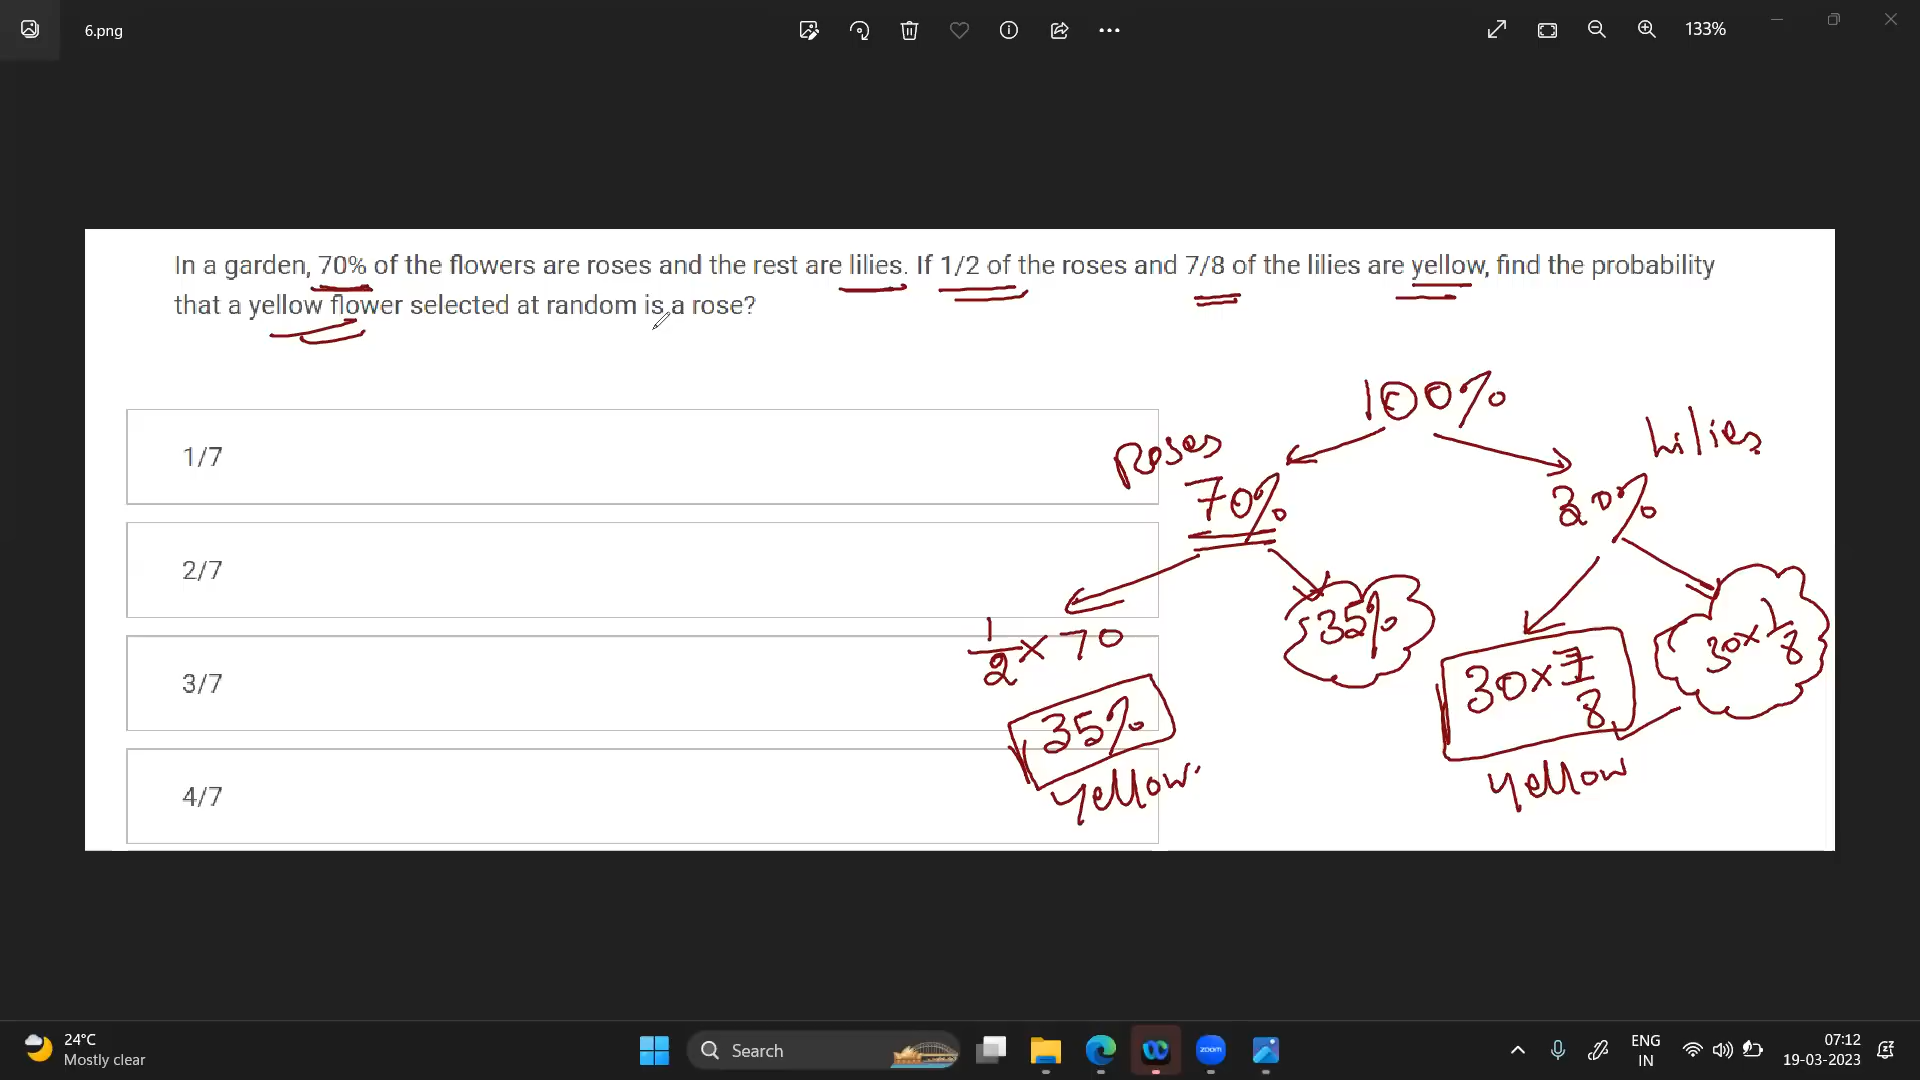 6.png
133%
In a garden, 70% of the flowers are roses and the rest are lilies. If 1/2 of the roses and 7/8 of the lilies are yellow, find the probability
that a yellow flower selected at random is a rose?
100%
Roses
Lilies
70%
30%
1/7
2/7
3/7
4/7
1/2 × 70
35%
30 × 7/8
30 × 1/8
35%
yellow.
yellow
24°C
Mostly clear
Search
zoom
ENG
IN
07:12
19-03-2023